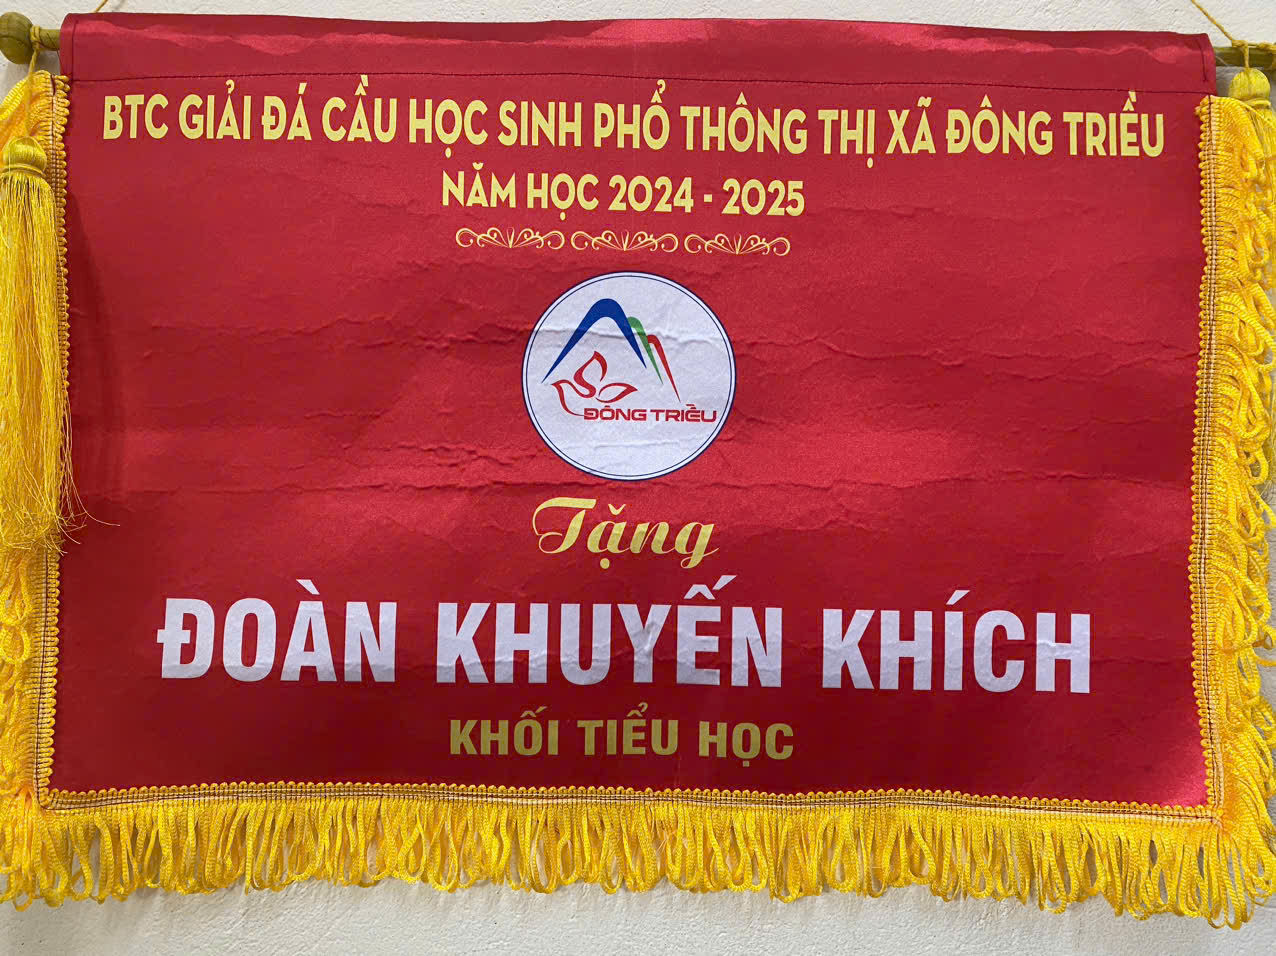 BTC GIẢI ĐÁ CẦU HỌC SINH PHỔ THÔNG THỊ XÃ ĐÔNG TRIỀU
NĂM HỌC 2024 - 2025
ĐÔNG TRIỀU
Tặng
ĐOÀN KHUYẾN KHÍCH
KHỐI TIỂU HỌC